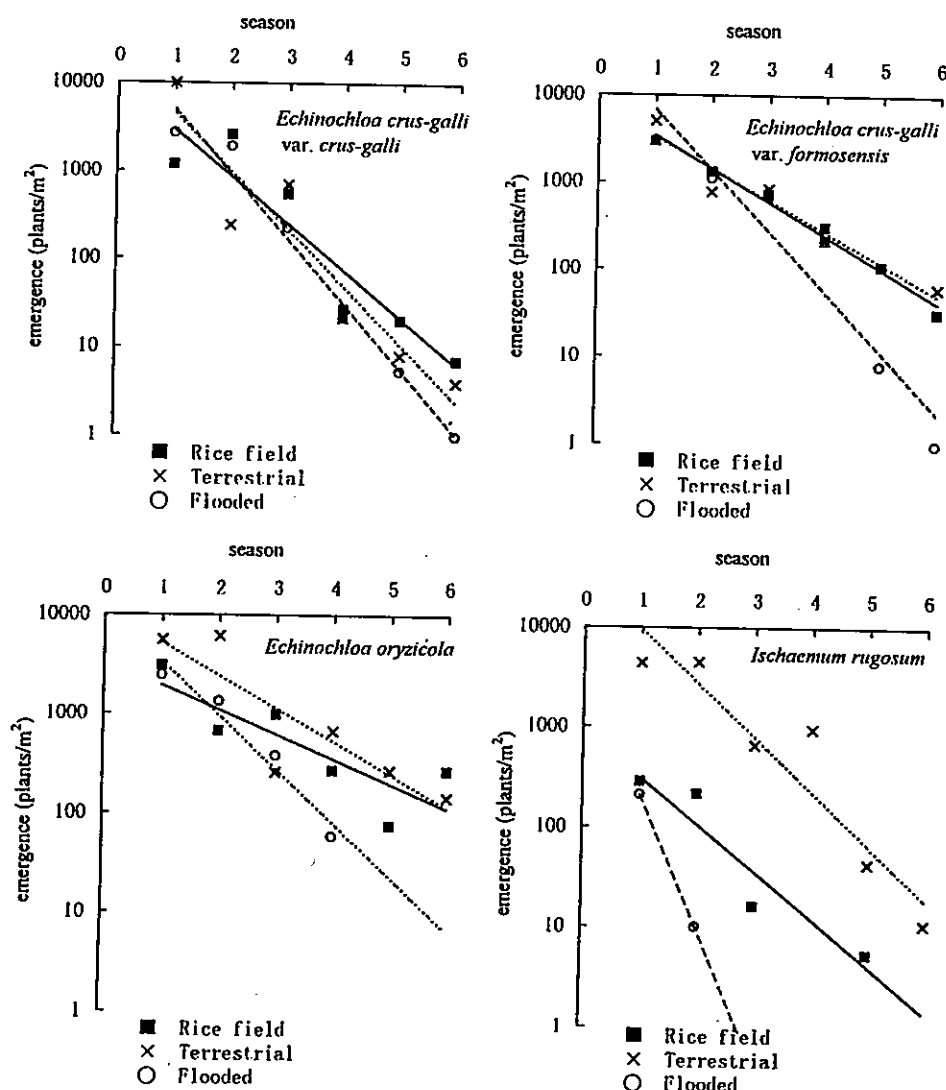 season
0 1 2 3 4 5 6
10000
1000
100
10
1
emergence (plants/m²)
Echinochloa crus-galli
var. crus-galli
Rice field
Terrestrial
Flooded
season
0 1 2 3 4 5 6
10000
1000
100
10
1
emergence (plants/m²)
Echinochloa crus-galli
var. formosensis
Rice field
Terrestrial
Flooded
season
0 1 2 3 4 5 6
10000
1000
100
10
1
emergence (plants/m²)
Echinochloa oryzicola
Rice field
Terrestrial
Flooded
season
0 1 2 3 4 5 6
10000
1000
100
10
1
emergence (plants/m²)
Ischaemum rugosum
Rice field
Terrestrial
Flooded